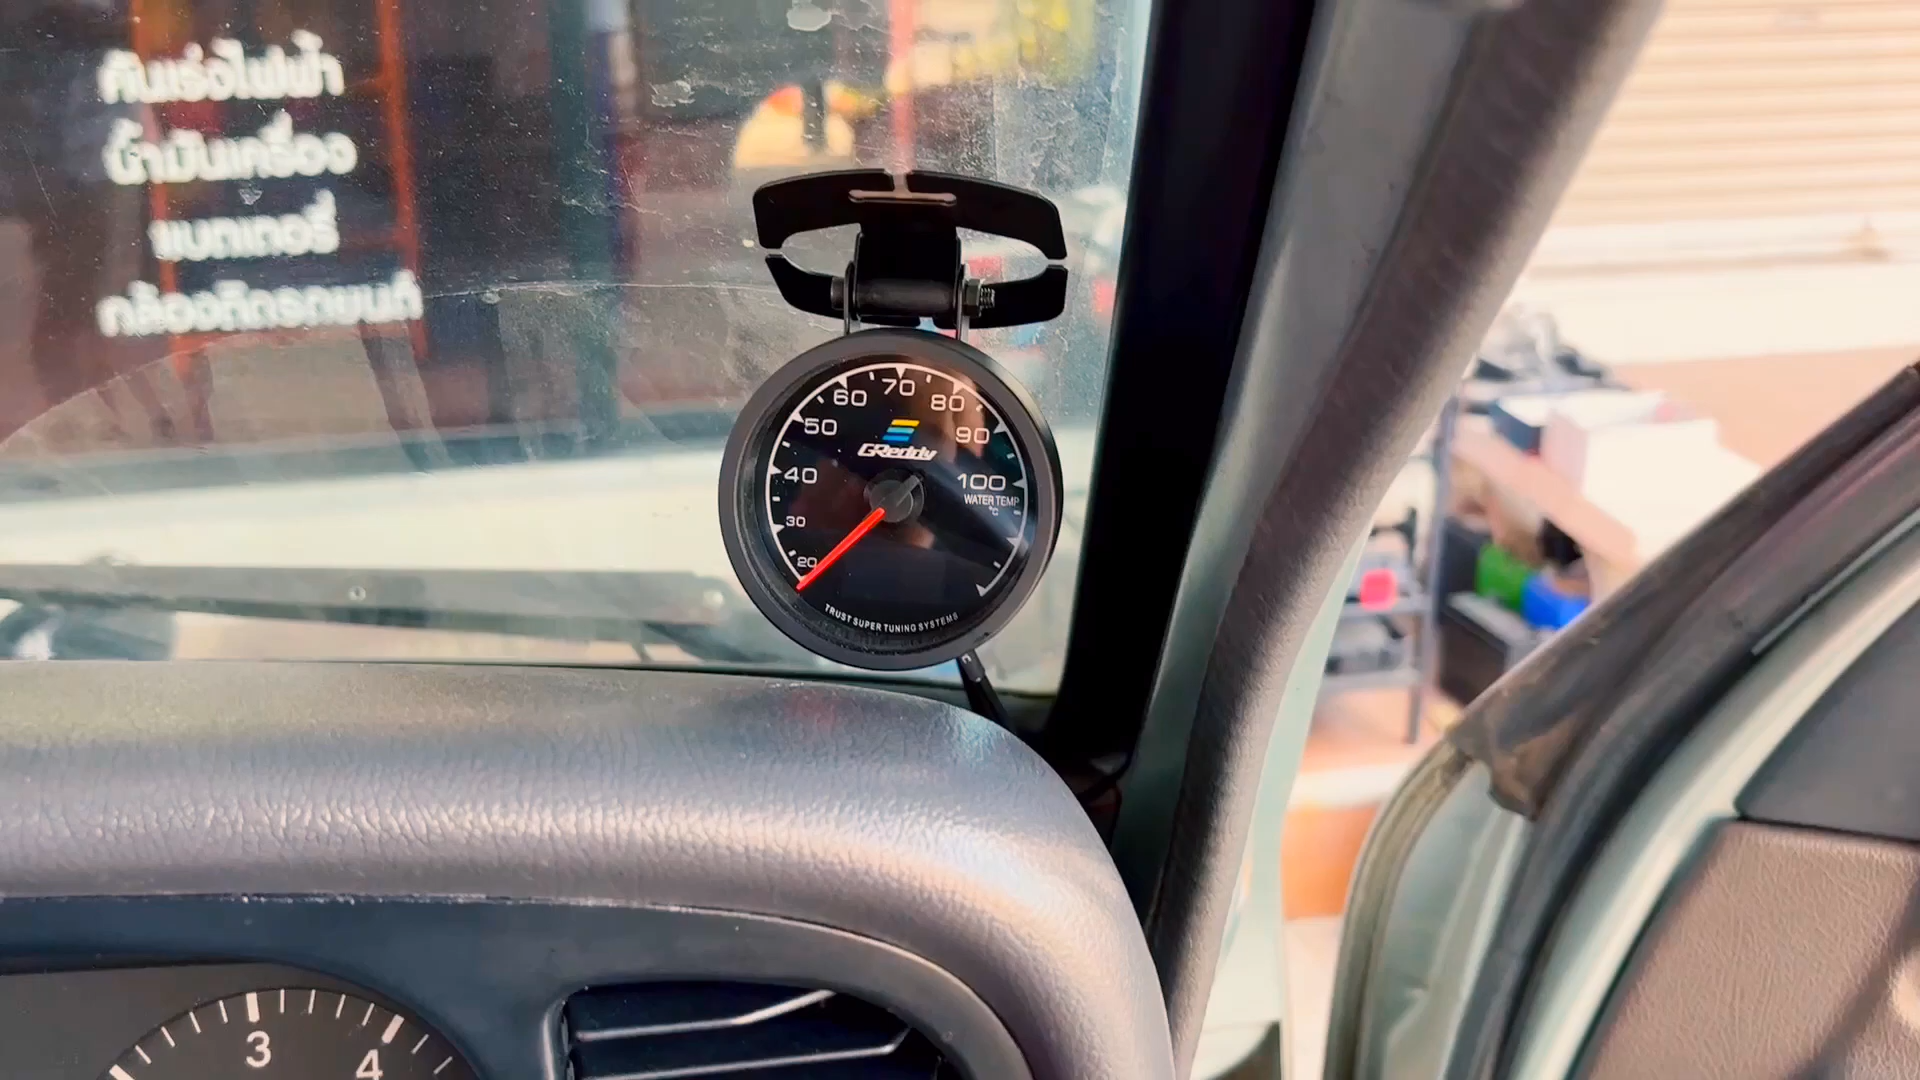 คันเร่งไฟฟ้า
น้ำมันเครื่อง
แบตเตอรี่
กล้องติดรถยนต์
60 70 80
50 90
GReddy
40 100
WATER TEMP
°C
30
20
TRUST SUPER TUNING SYSTEMS
3 4